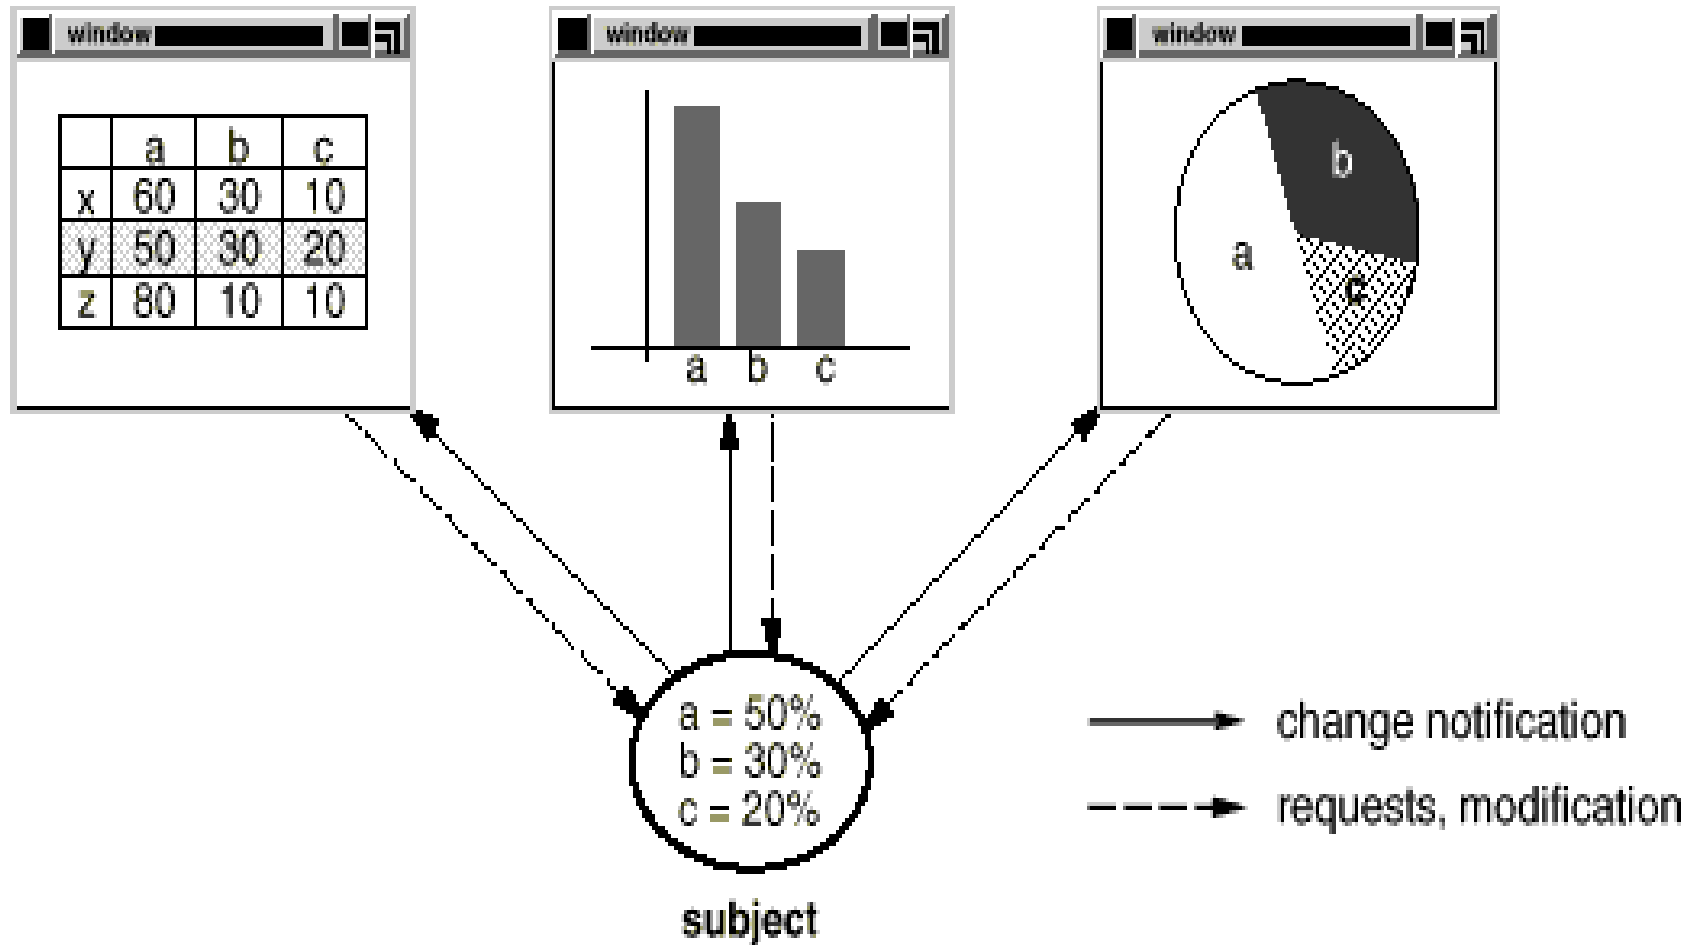 window
a b c
x 60 30 10
y 50 30 20
z 80 10 10
window
a b c
window
b
a
c
a = 50%
b = 30%
c = 20%
subject
change notification
requests, modification